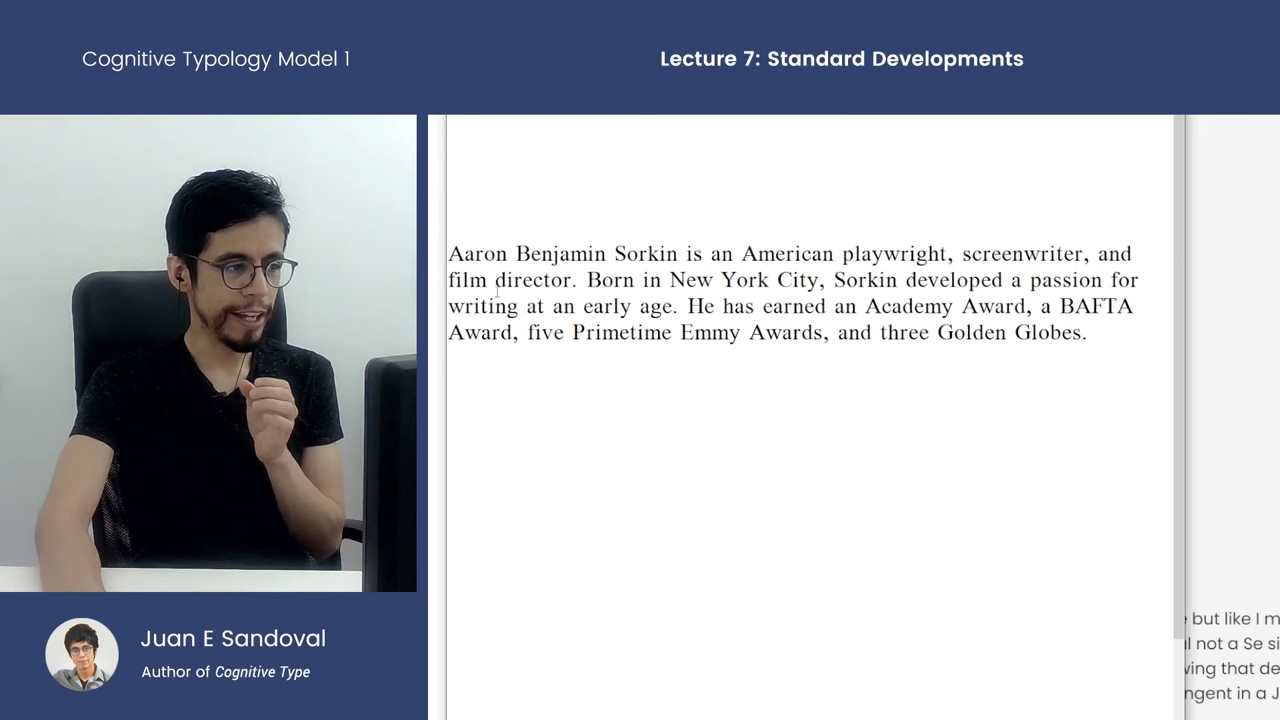 Cognitive Typology Model 1
Lecture 7: Standard Developments
Aaron Benjamin Sorkin is an American playwright, screenwriter, and
film director. Born in New York City, Sorkin developed a passion for
writing at an early age. He has earned an Academy Award, a BAFTA
Award, five Primetime Emmy Awards, and three Golden Globes.
but like I m
not a Se si
that de
in a J
Juan E Sandoval
Author of Cognitive Type